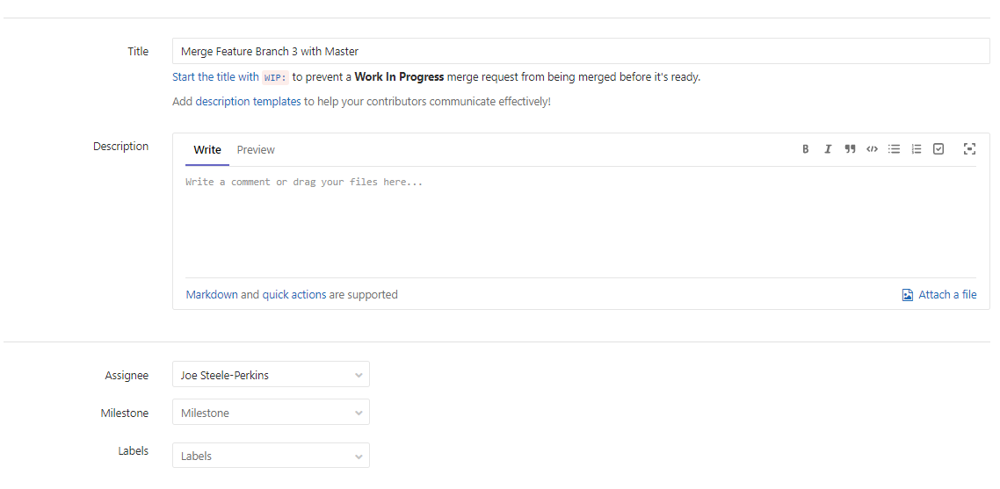 Title
Merge Feature Branch 3 with Master
Start the title with WIP: to prevent a Work In Progress merge request from being merged before it's ready.
Add description templates to help your contributors communicate effectively!
Description
Write Preview
Write a comment or drag your files here...
Markdown and quick actions are supported
Attach a file
Assignee
Joe Steele-Perkins
Milestone
Milestone
Labels
Labels